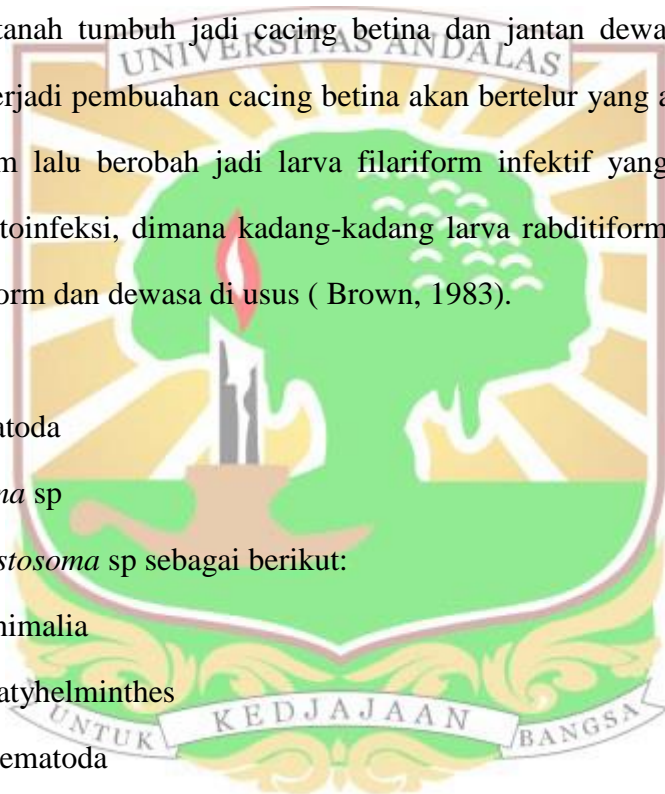 tanah tumbuh jadi cacing betina dan jantan dewa
UNIVERSITAS ANDALAS
erjadi pembuahan cacing betina akan bertelur yang a
m lalu berobah jadi larva filariform infektif yang
toinfeksi, dimana kadang-kadang larva rabditiform
orm dan dewasa di usus ( Brown, 1983).
atoda
na sp
stosoma sp sebagai berikut:
nimalia
atyhelminthes
UNTUK KEDJAJAAN BANGSA
ematoda